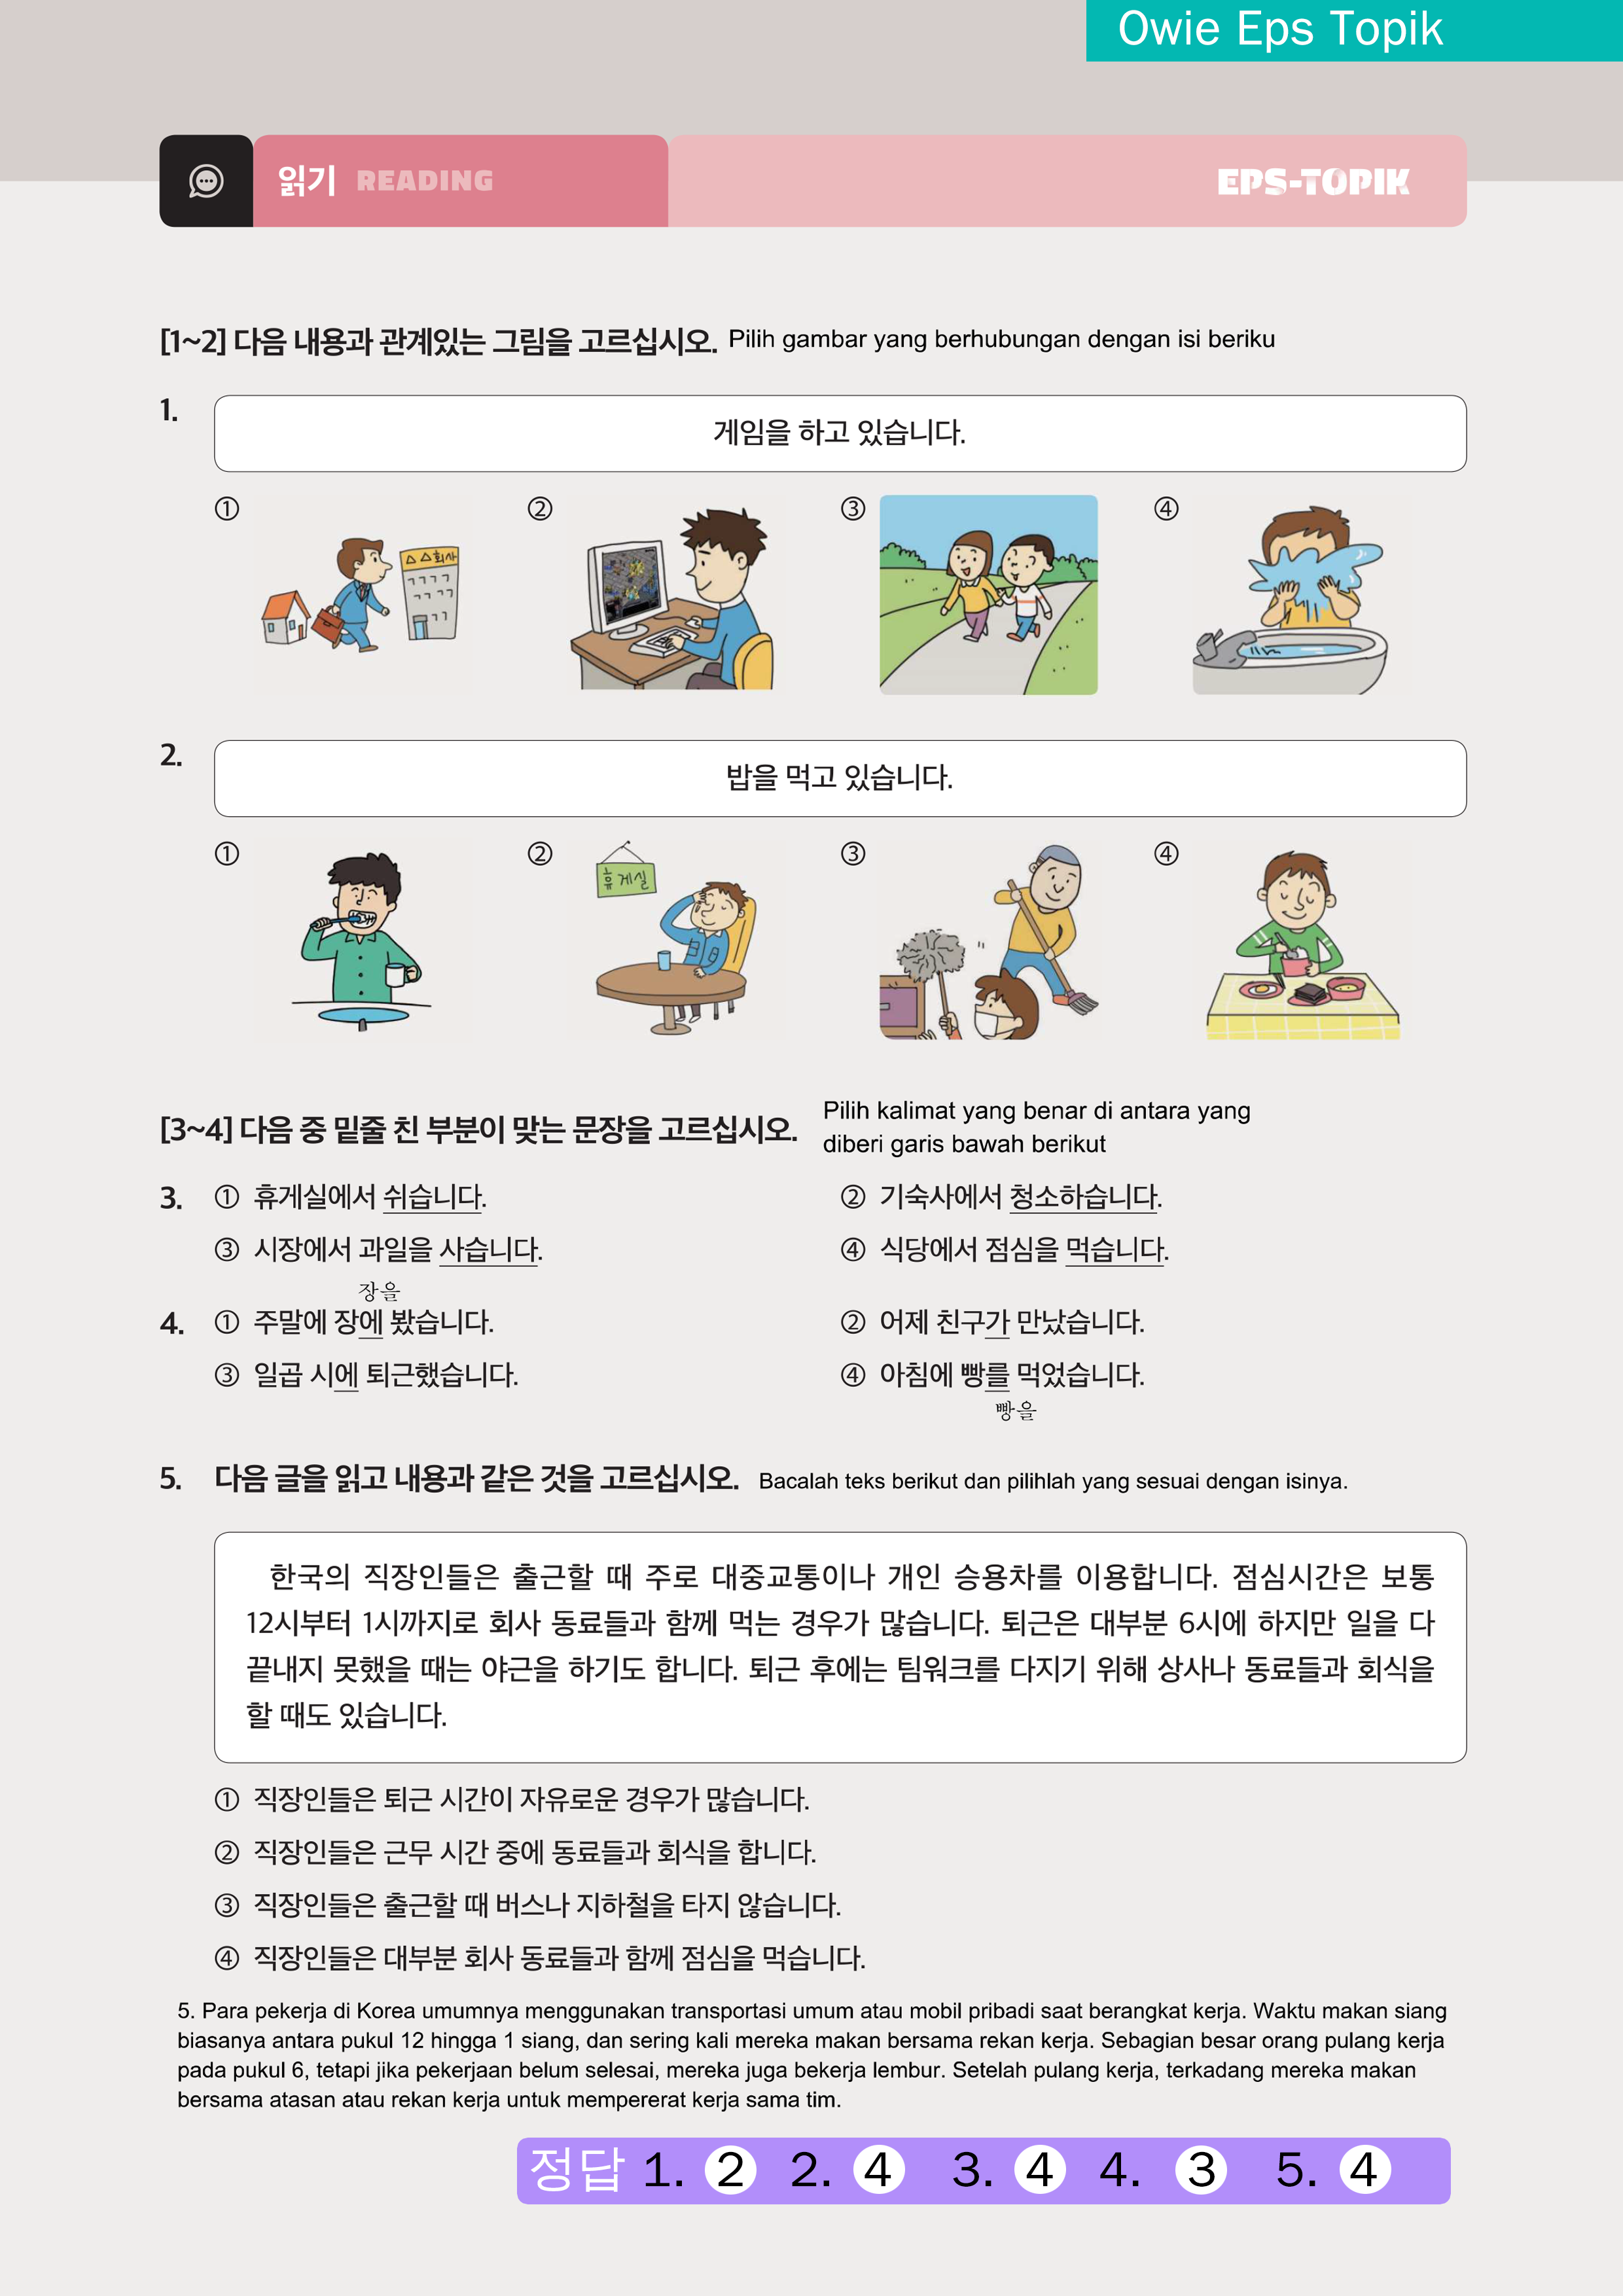 Owie Eps Topik
읽기 READING
EPS-TOPIK
[1~2] 다음 내용과 관계있는 그림을 고르십시오. Pilih gambar yang berhubungan dengan isi beriku
1.
게임을 하고 있습니다.
① ② ③ ④
△△회사
2.
밥을 먹고 있습니다.
① ② ③ ④
휴게실
[3~4] 다음 중 밑줄 친 부분이 맞는 문장을 고르십시오.
Pilih kalimat yang benar di antara yang
diberi garis bawah berikut
3. ① 휴게실에서 쉬습니다. ② 기숙사에서 청소하습니다.
③ 시장에서 과일을 사습니다. ④ 식당에서 점심을 먹습니다.
장을
4. ① 주말에 장에 봤습니다. ② 어제 친구가 만났습니다.
③ 일곱 시에 퇴근했습니다. ④ 아침에 빵를 먹었습니다.
빵을
5. 다음 글을 읽고 내용과 같은 것을 고르십시오. Bacalah teks berikut dan pilihlah yang sesuai dengan isinya.
한국의 직장인들은 출근할 때 주로 대중교통이나 개인 승용차를 이용합니다. 점심시간은 보통
12시부터 1시까지로 회사 동료들과 함께 먹는 경우가 많습니다. 퇴근은 대부분 6시에 하지만 일을 다
끝내지 못했을 때는 야근을 하기도 합니다. 퇴근 후에는 팀워크를 다지기 위해 상사나 동료들과 회식을
할 때도 있습니다.
① 직장인들은 퇴근 시간이 자유로운 경우가 많습니다.
② 직장인들은 근무 시간 중에 동료들과 회식을 합니다.
③ 직장인들은 출근할 때 버스나 지하철을 타지 않습니다.
④ 직장인들은 대부분 회사 동료들과 함께 점심을 먹습니다.
5. Para pekerja di Korea umumnya menggunakan transportasi umum atau mobil pribadi saat berangkat kerja. Waktu makan siang
biasanya antara pukul 12 hingga 1 siang, dan sering kali mereka makan bersama rekan kerja. Sebagian besar orang pulang kerja
pada pukul 6, tetapi jika pekerjaan belum selesai, mereka juga bekerja lembur. Setelah pulang kerja, terkadang mereka makan
bersama atasan atau rekan kerja untuk mempererat kerja sama tim.
정답 1. 2 2. 4 3. 4 4. 3 5. 4